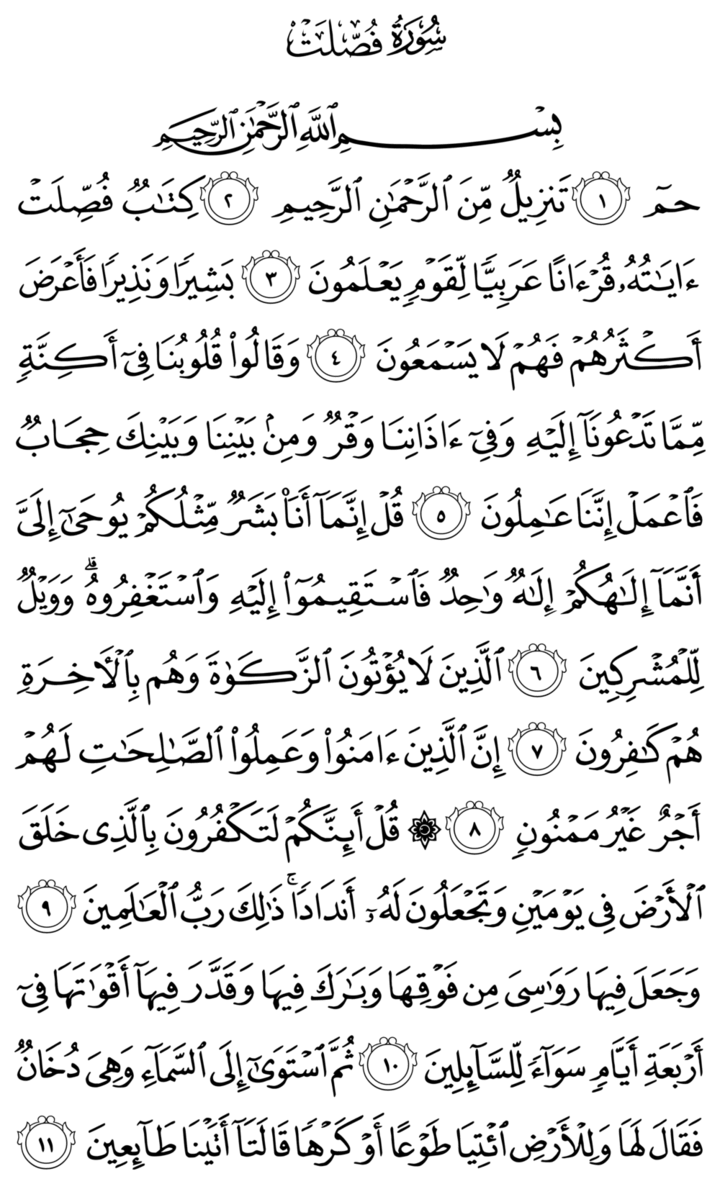 سُورَةُ فُصِّلَتْ
بِسْمِ ٱللَّهِ ٱلرَّحْمَٰنِ ٱلرَّحِيمِ
حمٓ ١ تَنزِيلٌ مِّنَ ٱلرَّحْمَٰنِ ٱلرَّحِيمِ ٢ كِتَٰبٌ فُصِّلَتْ
ءَايَٰتُهُۥ قُرْءَانًا عَرَبِيًّا لِّقَوْمٍ يَعْلَمُونَ ٣ بَشِيرًا وَنَذِيرًا فَأَعْرَضَ
أَكْثَرُهُمْ فَهُمْ لَا يَسْمَعُونَ ٤ وَقَالُوا۟ قُلُوبُنَا فِىٓ أَكِنَّةٍ
مِّمَّا تَدْعُونَآ إِلَيْهِ وَفِىٓ ءَاذَانِنَا وَقْرٌ وَمِنۢ بَيْنِنَا وَبَيْنِكَ حِجَابٌ
فَٱعْمَلْ إِنَّنَا عَٰمِلُونَ ٥ قُلْ إِنَّمَآ أَنَا۠ بَشَرٌ مِّثْلُكُمْ يُوحَىٰٓ إِلَىَّ
أَنَّمَآ إِلَٰهُكُمْ إِلَٰهٌ وَٰحِدٌ فَٱسْتَقِيمُوٓا۟ إِلَيْهِ وَٱسْتَغْفِرُوهُ ۗ وَوَيْلٌ
لِّلْمُشْرِكِينَ ٦ ٱلَّذِينَ لَا يُؤْتُونَ ٱلزَّكَوٰةَ وَهُم بِٱلْأَخِرَةِ
هُمْ كَٰفِرُونَ ٧ إِنَّ ٱلَّذِينَ ءَامَنُوا۟ وَعَمِلُوا۟ ٱلصَّٰلِحَٰتِ لَهُمْ
أَجْرٌ غَيْرُ مَمْنُونٍ ٨ ۞ قُلْ أَئِنَّكُمْ لَتَكْفُرُونَ بِٱلَّذِى خَلَقَ
ٱلْأَرْضَ فِى يَوْمَيْنِ وَتَجْعَلُونَ لَهُۥٓ أَندَادًا ۚ ذَٰلِكَ رَبُّ ٱلْعَٰلَمِينَ ٩
وَجَعَلَ فِيهَا رَوَٰسِىَ مِن فَوْقِهَا وَبَٰرَكَ فِيهَا وَقَدَّرَ فِيهَآ أَقْوَٰتَهَا فِىٓ
أَرْبَعَةِ أَيَّامٍ سَوَآءً لِّلسَّآئِلِينَ ١٠ ثُمَّ ٱسْتَوَىٰٓ إِلَى ٱلسَّمَآءِ وَهِىَ دُخَانٌ
فَقَالَ لَهَا وَلِلْأَرْضِ ٱئْتِيَا طَوْعًا أَوْ كَرْهًا قَالَتَآ أَتَيْنَا طَآئِعِينَ ١١